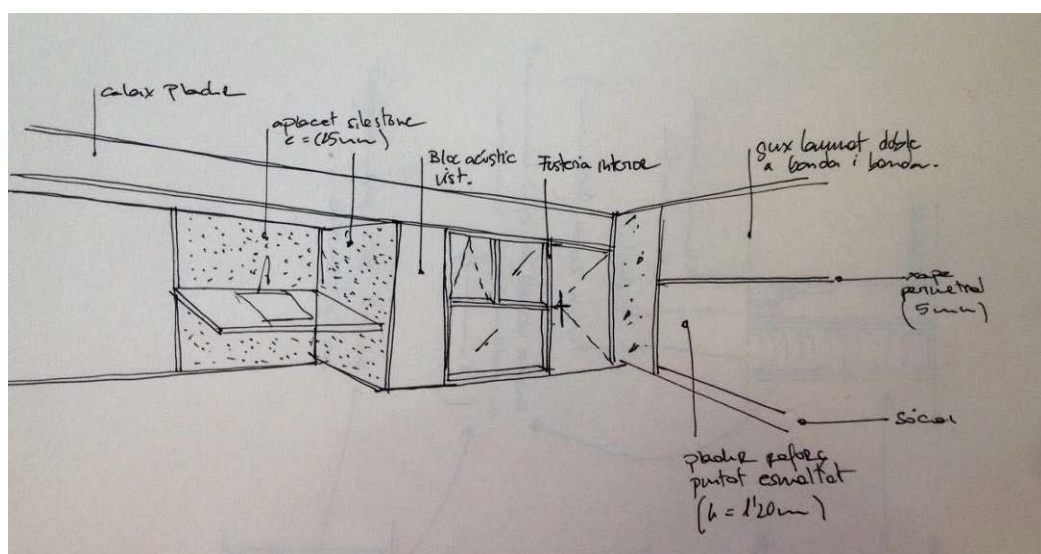 calaix Pladur
aplacat silestone
e = (15mm)
Bloc acústic
vist.
Fusteria interior
guix laminat doble
a banda i banda.
xapa
perimetral
(5mm)
Sòcol
pladur reforç
pintat esmaltat
(h = 1'20m)